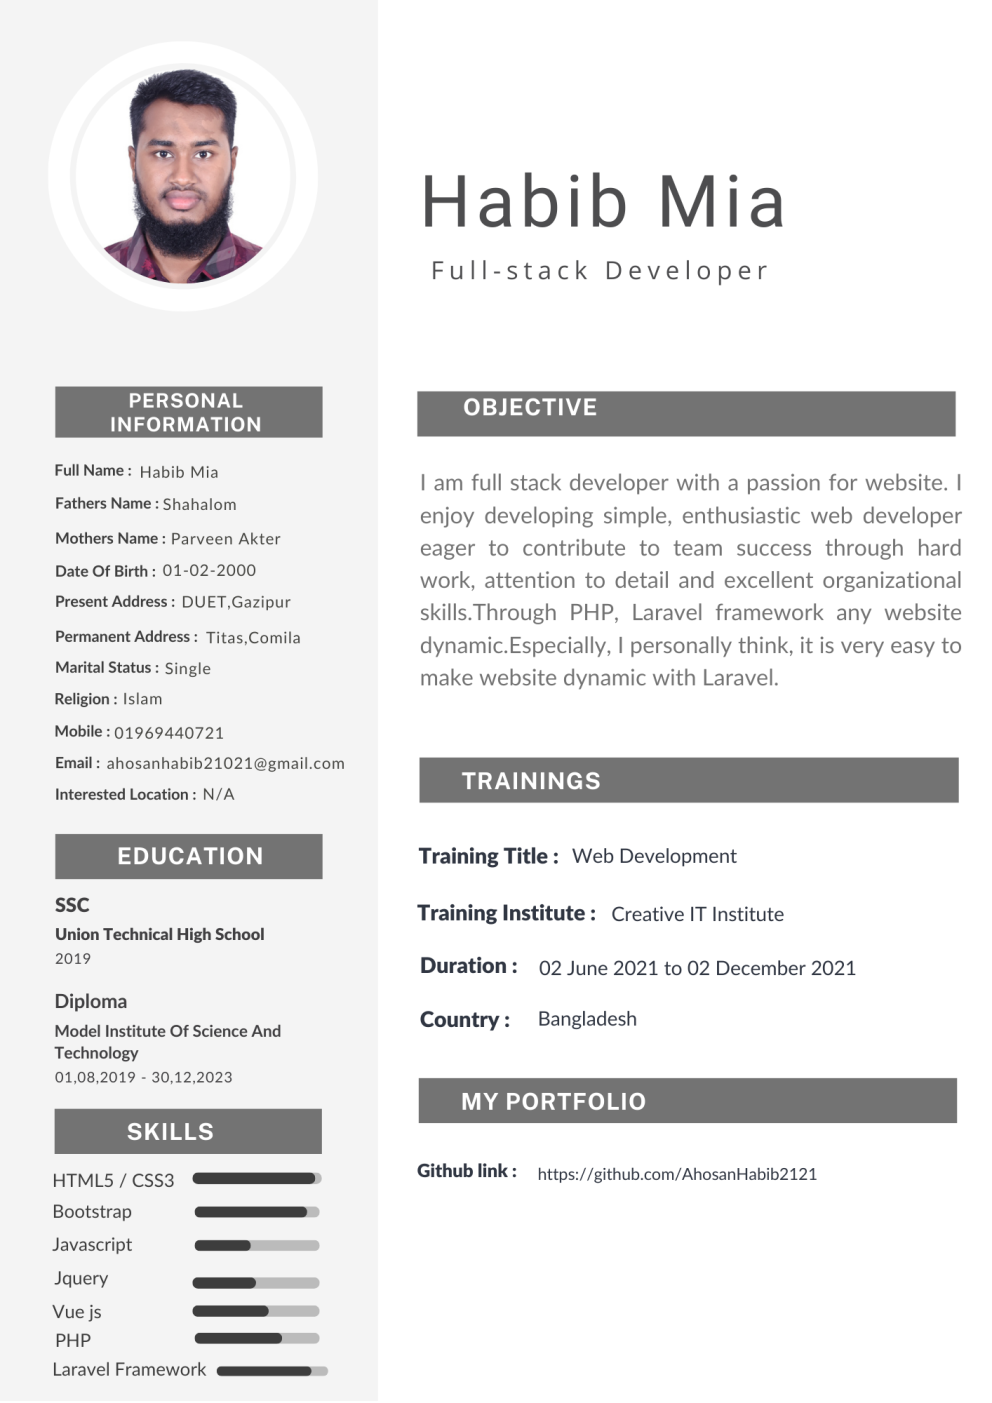 Habib Mia
Full-stack Developer
PERSONAL
INFORMATION
Full Name : Habib Mia
Fathers Name : Shahalom
Mothers Name : Parveen Akter
Date Of Birth : 01-02-2000
Present Address : DUET,Gazipur
Permanent Address : Titas,Comila
Marital Status : Single
Religion : Islam
Mobile : 01969440721
Email : ahosanhabib21021@gmail.com
Interested Location : N/A
EDUCATION
SSC
Union Technical High School
2019
Diploma
Model Institute Of Science And
Technology
01,08,2019 - 30,12,2023
SKILLS
HTML5 / CSS3
Bootstrap
Javascript
Jquery
Vue js
PHP
Laravel Framework
OBJECTIVE
I am full stack developer with a passion for website. I
enjoy developing simple, enthusiastic web developer
eager to contribute to team success through hard
work, attention to detail and excellent organizational
skills.Through PHP, Laravel framework any website
dynamic.Especially, I personally think, it is very easy to
make website dynamic with Laravel.
TRAININGS
Training Title : Web Development
Training Institute : Creative IT Institute
Duration : 02 June 2021 to 02 December 2021
Country : Bangladesh
MY PORTFOLIO
Github link : https://github.com/AhosanHabib2121